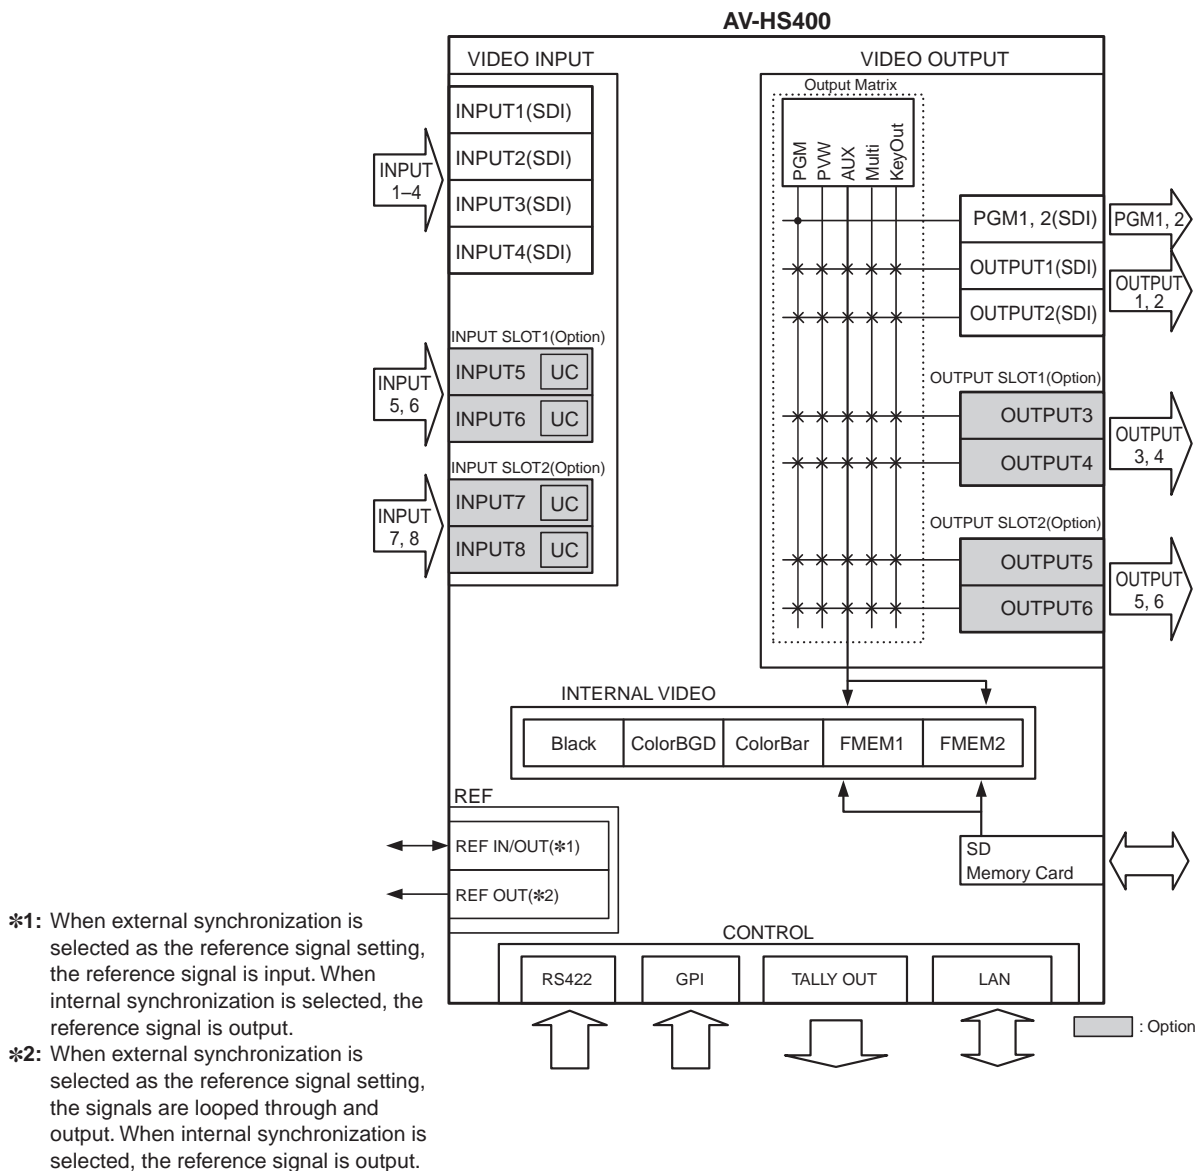 AV-HS400
VIDEO INPUT
INPUT1(SDI)
INPUT2(SDI)
INPUT3(SDI)
INPUT4(SDI)
INPUT
1–4
INPUT SLOT1(Option)
INPUT5 UC
INPUT6 UC
INPUT
5, 6
INPUT SLOT2(Option)
INPUT7 UC
INPUT8 UC
INPUT
7, 8
VIDEO OUTPUT
Output Matrix
PGM
PVW
AUX
Multi
KeyOut
PGM1, 2(SDI)
OUTPUT1(SDI)
OUTPUT2(SDI)
PGM1, 2
OUTPUT
1, 2
OUTPUT SLOT1(Option)
OUTPUT3
OUTPUT4
OUTPUT
3, 4
OUTPUT SLOT2(Option)
OUTPUT5
OUTPUT6
OUTPUT
5, 6
INTERNAL VIDEO
Black ColorBGD ColorBar FMEM1 FMEM2
REF
REF IN/OUT(✽1)
REF OUT(✽2)
SD
Memory Card
CONTROL
RS422 GPI TALLY OUT LAN
: Option
✽1: When external synchronization is
selected as the reference signal setting,
the reference signal is input. When
internal synchronization is selected, the
reference signal is output.
✽2: When external synchronization is
selected as the reference signal setting,
the signals are looped through and
output. When internal synchronization is
selected, the reference signal is output.